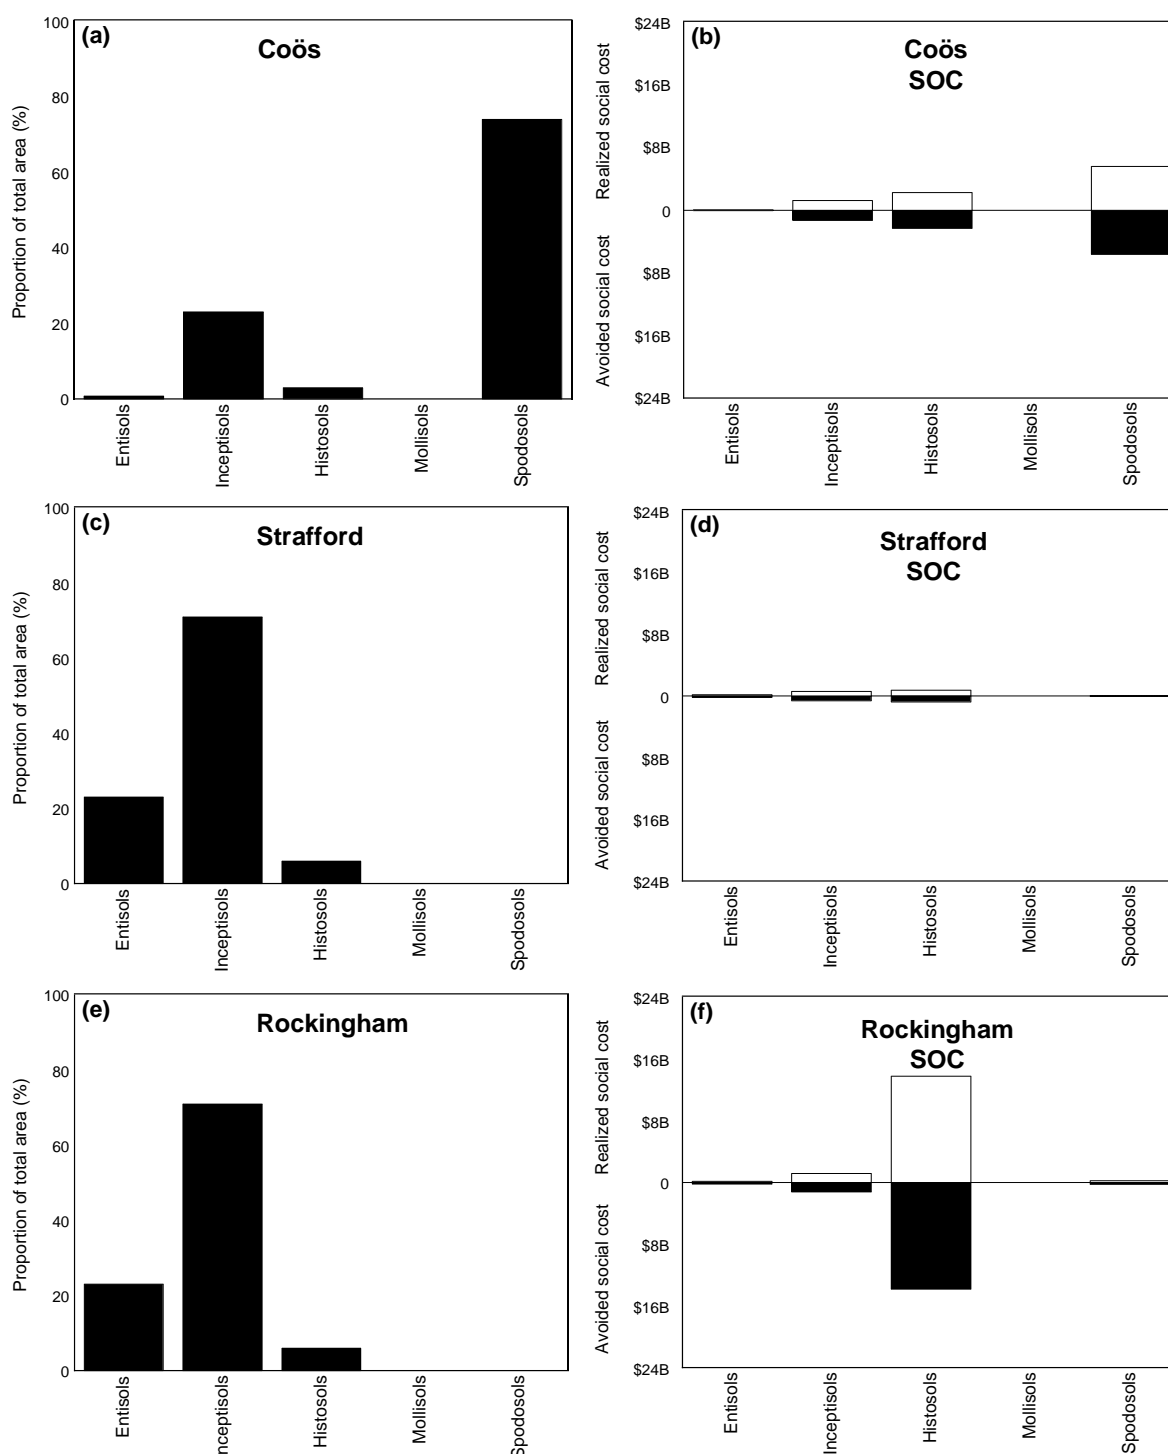 (a)
Coös
Proportion of total area (%)
100
80
60
40
20
0
Entisols
Inceptisols
Histosols
Mollisols
Spodosols
(b)
Coös
SOC
Realized social cost
Avoided social cost
$24B
$16B
$8B
0
$8B
$16B
$24B
Entisols
Inceptisols
Histosols
Mollisols
Spodosols
(c)
Strafford
Proportion of total area (%)
100
80
60
40
20
0
Entisols
Inceptisols
Histosols
Mollisols
Spodosols
(d)
Strafford
SOC
Realized social cost
Avoided social cost
$24B
$16B
$8B
0
$8B
$16B
$24B
Entisols
Inceptisols
Histosols
Mollisols
Spodosols
(e)
Rockingham
Proportion of total area (%)
100
80
60
40
20
0
Entisols
Inceptisols
Histosols
Mollisols
Spodosols
(f)
Rockingham
SOC
Realized social cost
Avoided social cost
$24B
$16B
$8B
0
$8B
$16B
$24B
Entisols
Inceptisols
Histosols
Mollisols
Spodosols